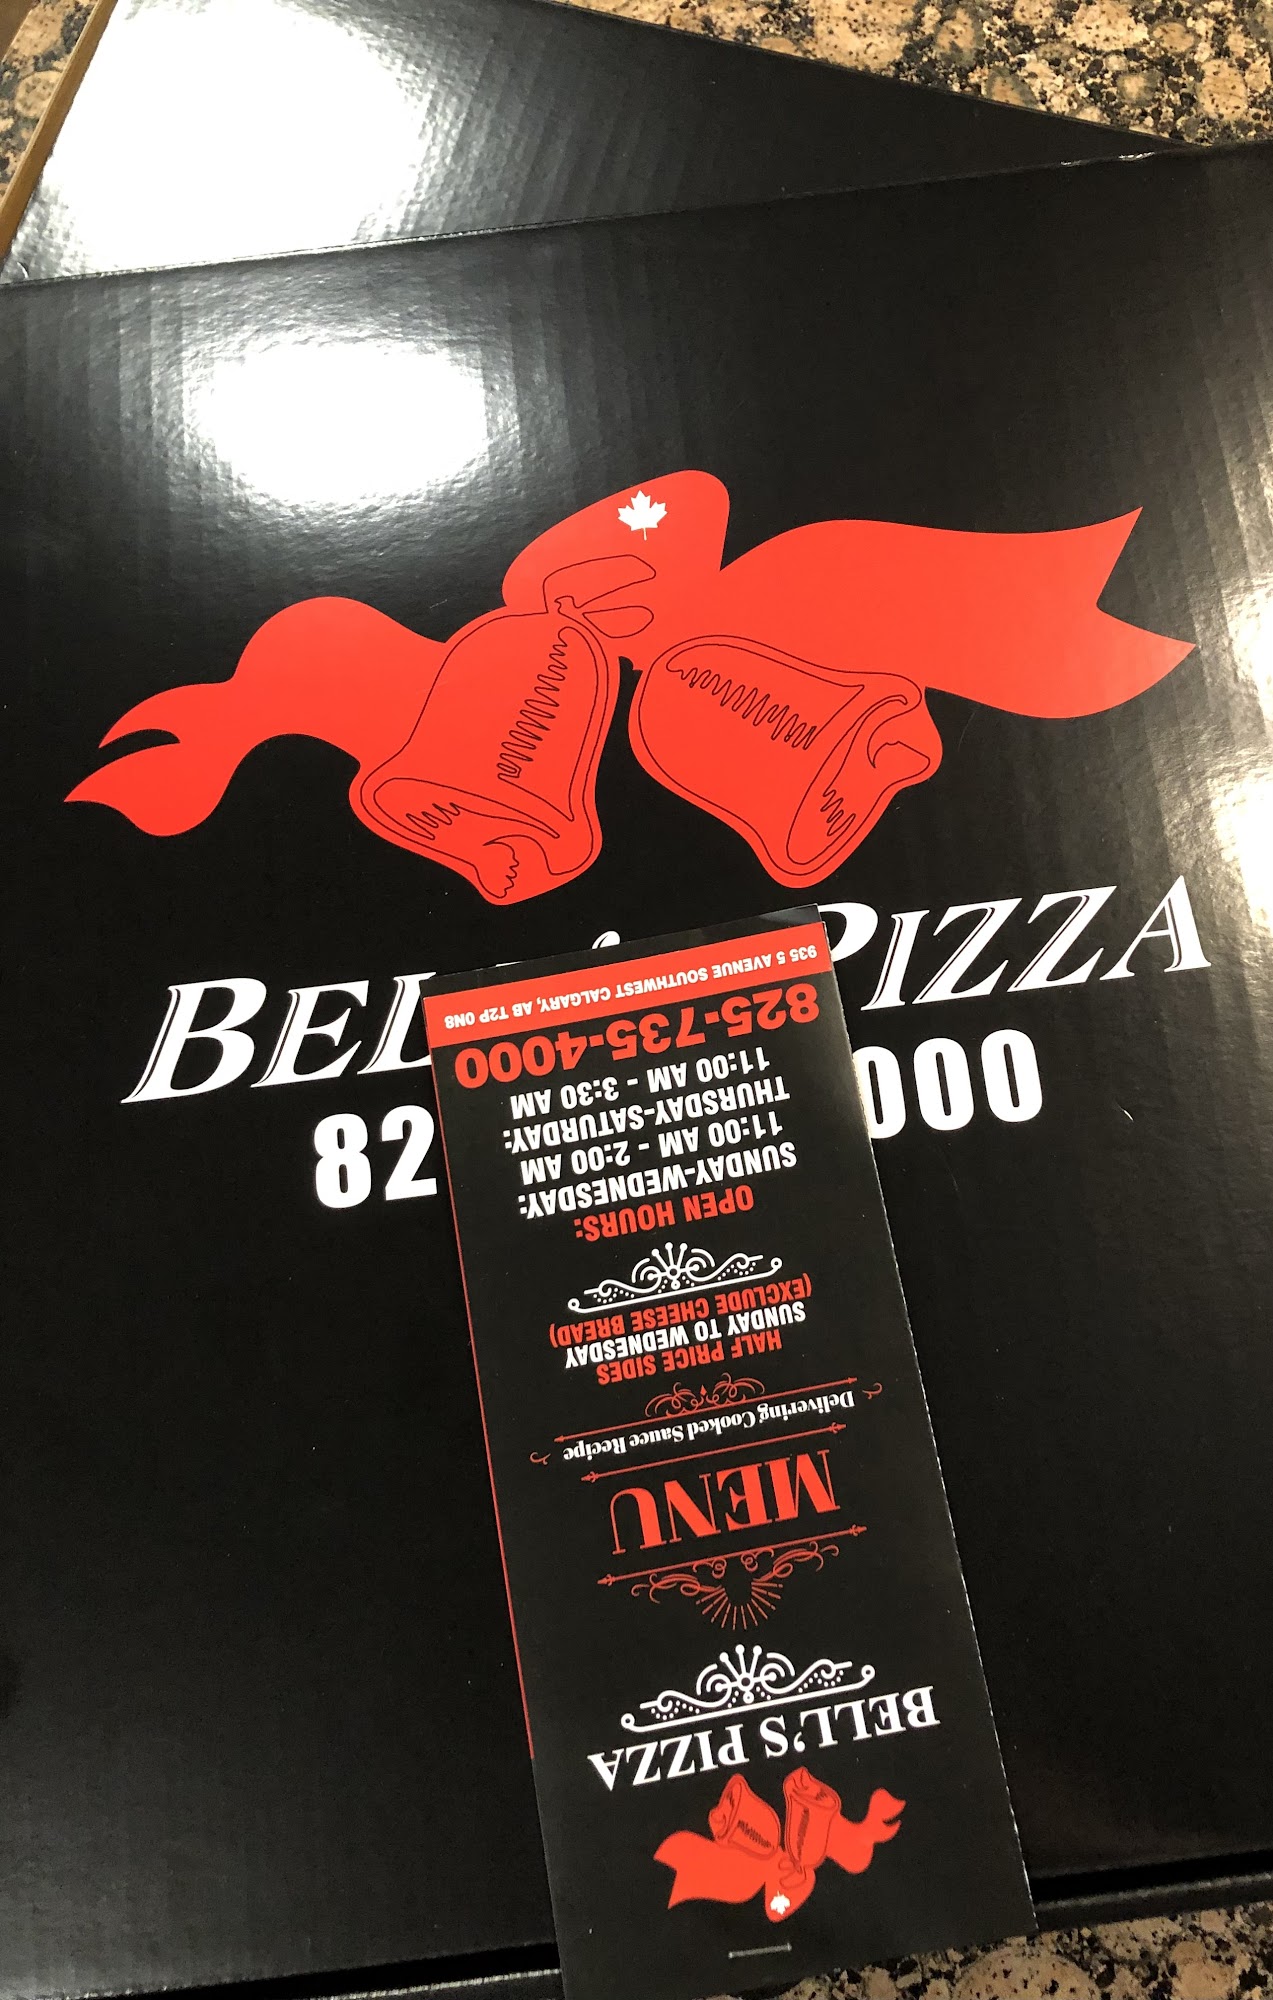 BEL PIZZA
82 000
BELL'S PIZZA
MENU
Delivering Cooked Sauce Recipe
HALF PRICE SIDES
SUNDAY TO WEDNESDAY
(EXCLUDE CHEESE BREAD)
OPEN HOURS:
SUNDAY-WEDNESDAY:
11:00 AM - 2:00 AM
THURSDAY-SATURDAY:
11:00 AM - 3:30 AM
825-735-4000
935 5 AVENUE SOUTHWEST CALGARY, AB T2P 0N8